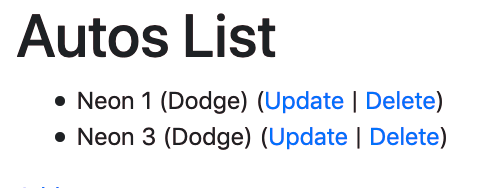 Autos List
• Neon 1 (Dodge) (Update | Delete)
• Neon 3 (Dodge) (Update | Delete)